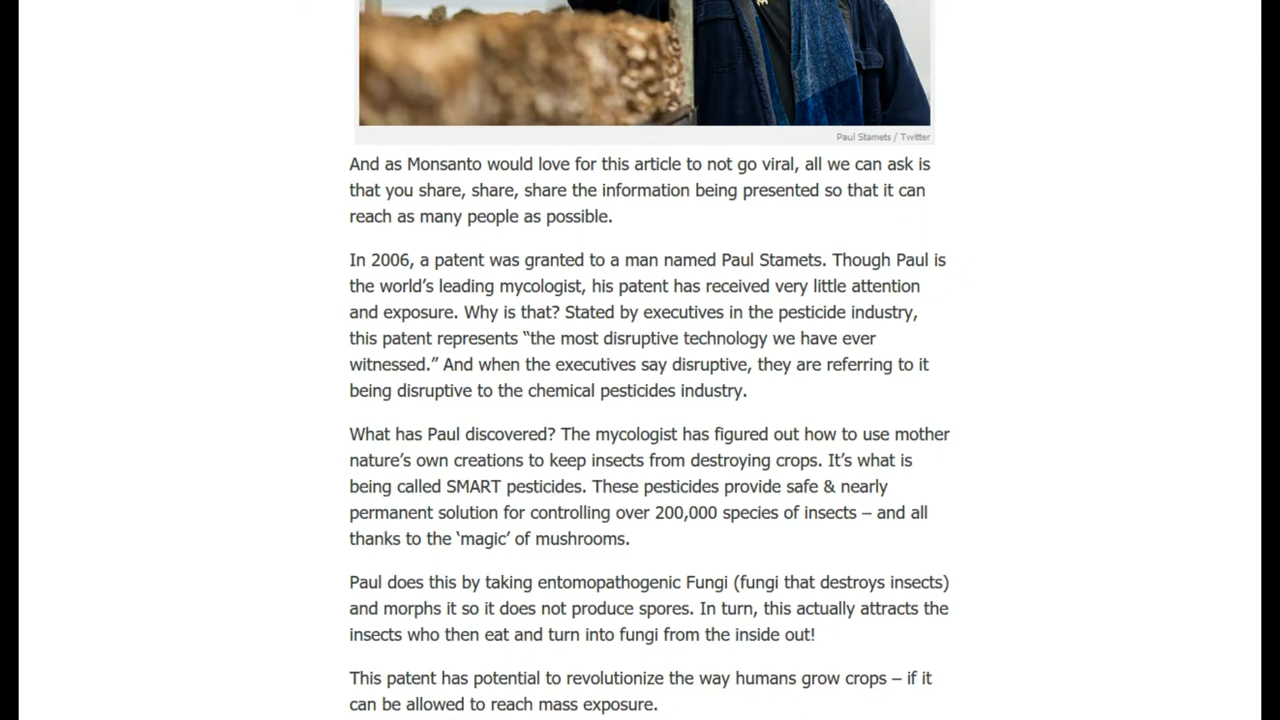 Paul Stamets / Twitter
And as Monsanto would love for this article to not go viral, all we can ask is
that you share, share, share the information being presented so that it can
reach as many people as possible.
In 2006, a patent was granted to a man named Paul Stamets. Though Paul is
the world’s leading mycologist, his patent has received very little attention
and exposure. Why is that? Stated by executives in the pesticide industry,
this patent represents “the most disruptive technology we have ever
witnessed.” And when the executives say disruptive, they are referring to it
being disruptive to the chemical pesticides industry.
What has Paul discovered? The mycologist has figured out how to use mother
nature’s own creations to keep insects from destroying crops. It’s what is
being called SMART pesticides. These pesticides provide safe & nearly
permanent solution for controlling over 200,000 species of insects – and all
thanks to the ‘magic’ of mushrooms.
Paul does this by taking entomopathogenic Fungi (fungi that destroys insects)
and morphs it so it does not produce spores. In turn, this actually attracts the
insects who then eat and turn into fungi from the inside out!
This patent has potential to revolutionize the way humans grow crops – if it
can be allowed to reach mass exposure.